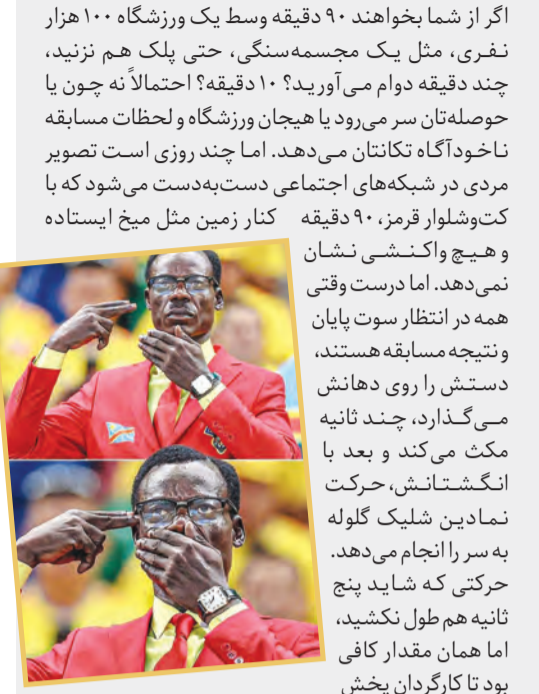 اگر از شما بخواهند ۹۰ دقیقه وسط یک ورزشگاه ۱۰۰ هزار
نفری، مثل یک مجسمه‌سنگی، حتی پلک هم نزنید،
چند دقیقه دوام می‌آورید؟ ۱۰ دقیقه؟ احتمالاً نه چون یا
حوصله‌تان سر می‌رود یا هیجان ورزشگاه و لحظات مسابقه
ناخودآگاه تکانتان می‌دهد. اما چند روزی است تصویر
مردی در شبکه‌های اجتماعی دست‌به‌دست می‌شود که با
کت‌وشلوار قرمز، ۹۰ دقیقه کنار زمین مثل میخ ایستاده
و هیچ واکنشی نشان
نمی‌دهد. اما درست وقتی
همه در انتظار سوت پایان
و نتیجه مسابقه هستند،
دستش را روی دهانش
می‌گذارد، چند ثانیه
مکث می‌کند و بعد با
انگشتانش، حرکت
نمادین شلیک گلوله
به سر را انجام می‌دهد.
حرکتی که شاید پنج
ثانیه هم طول نکشید،
اما همان مقدار کافی
بود تا کارگردان پخش